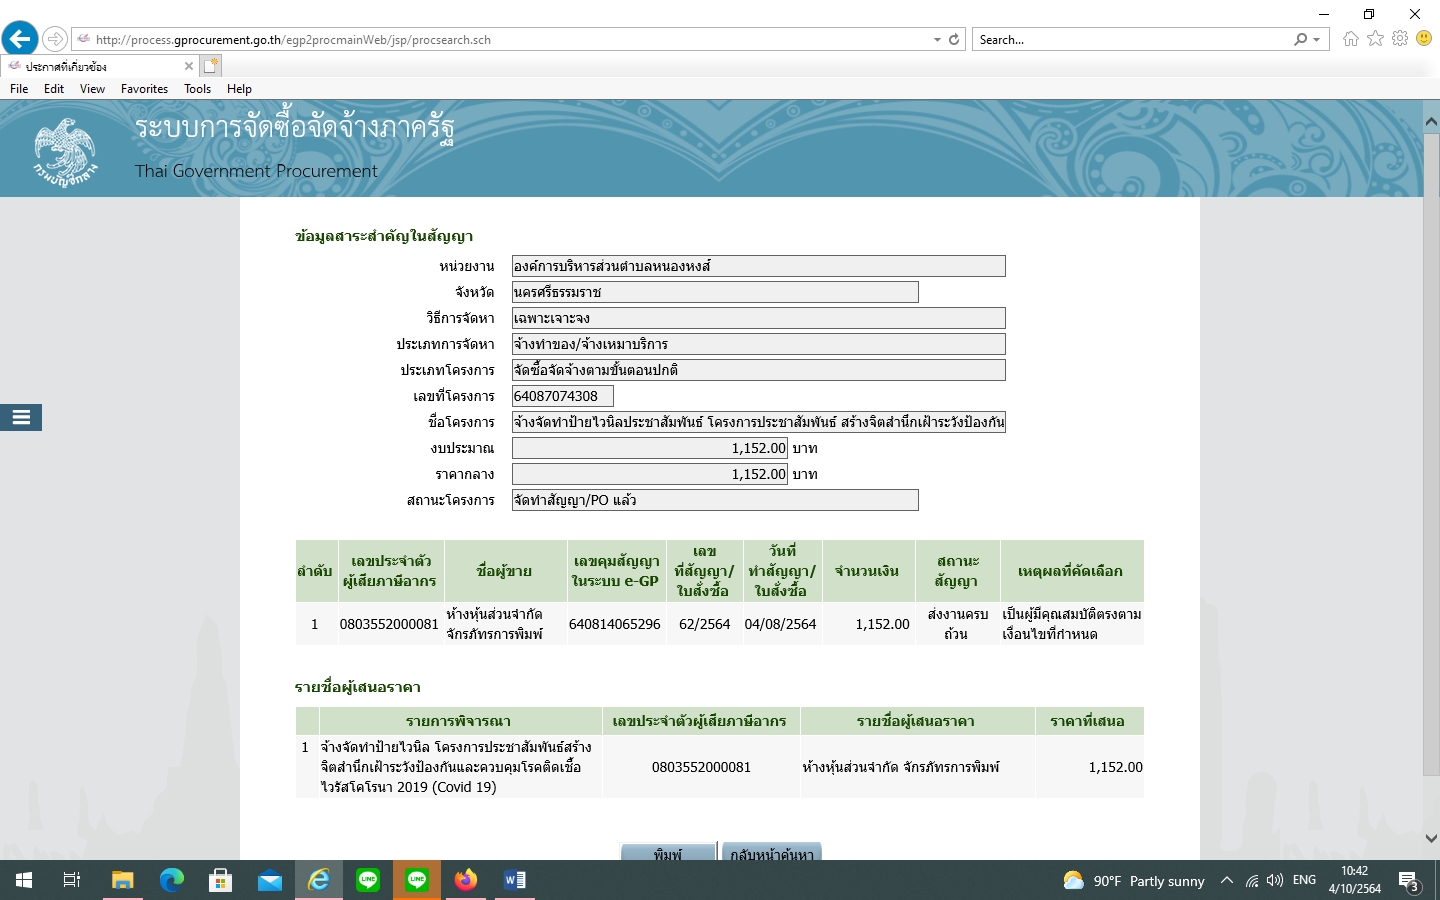 http://process.gprocurement.go.th/egp2procmainWeb/jsp/procsearch.sch
Search...
ประกาศที่เกี่ยวข้อง
File Edit View Favorites Tools Help
ระบบการจัดซื้อจัดจ้างภาครัฐ
Thai Government Procurement
กรมบัญชีกลาง
ข้อมูลสาระสำคัญในสัญญา
หน่วยงาน องค์การบริหารส่วนตำบลหนองหงส์
จังหวัด นครศรีธรรมราช
วิธีการจัดหา เฉพาะเจาะจง
ประเภทการจัดหา จ้างทำของ/จ้างเหมาบริการ
ประเภทโครงการ จัดซื้อจัดจ้างตามขั้นตอนปกติ
เลขที่โครงการ 64087074308
ชื่อโครงการ จ้างจัดทำป้ายไวนิลประชาสัมพันธ์ โครงการประชาสัมพันธ์ สร้างจิตสำนึกเฝ้าระวังป้องกัน
งบประมาณ 1,152.00 บาท
ราคากลาง 1,152.00 บาท
สถานะโครงการ จัดทำสัญญา/PO แล้ว
ลำดับ เลขประจำตัวผู้เสียภาษีอากร ชื่อผู้ขาย เลขคุมสัญญาในระบบ e-GP เลขที่สัญญา/ใบสั่งซื้อ วันที่ทำสัญญา/ใบสั่งซื้อ จำนวนเงิน สถานะสัญญา เหตุผลที่คัดเลือก
1 0803552000081 ห้างหุ้นส่วนจำกัด จักรภัทรการพิมพ์ 640814065296 62/2564 04/08/2564 1,152.00 ส่งงานครบถ้วน เป็นผู้มีคุณสมบัติตรงตามเงื่อนไขที่กำหนด
รายชื่อผู้เสนอราคา
รายการพิจารณา เลขประจำตัวผู้เสียภาษีอากร รายชื่อผู้เสนอราคา ราคาที่เสนอ
1 จ้างจัดทำป้ายไวนิล โครงการประชาสัมพันธ์สร้าง
จิตสำนึกเฝ้าระวังป้องกันและควบคุมโรคติดเชื้อ
ไวรัสโคโรนา 2019 (Covid 19)
0803552000081 ห้างหุ้นส่วนจำกัด จักรภัทรการพิมพ์ 1,152.00
พิมพ์ กลับหน้าค้นหา
90°F Partly sunny ENG
10:42
4/10/2564
3